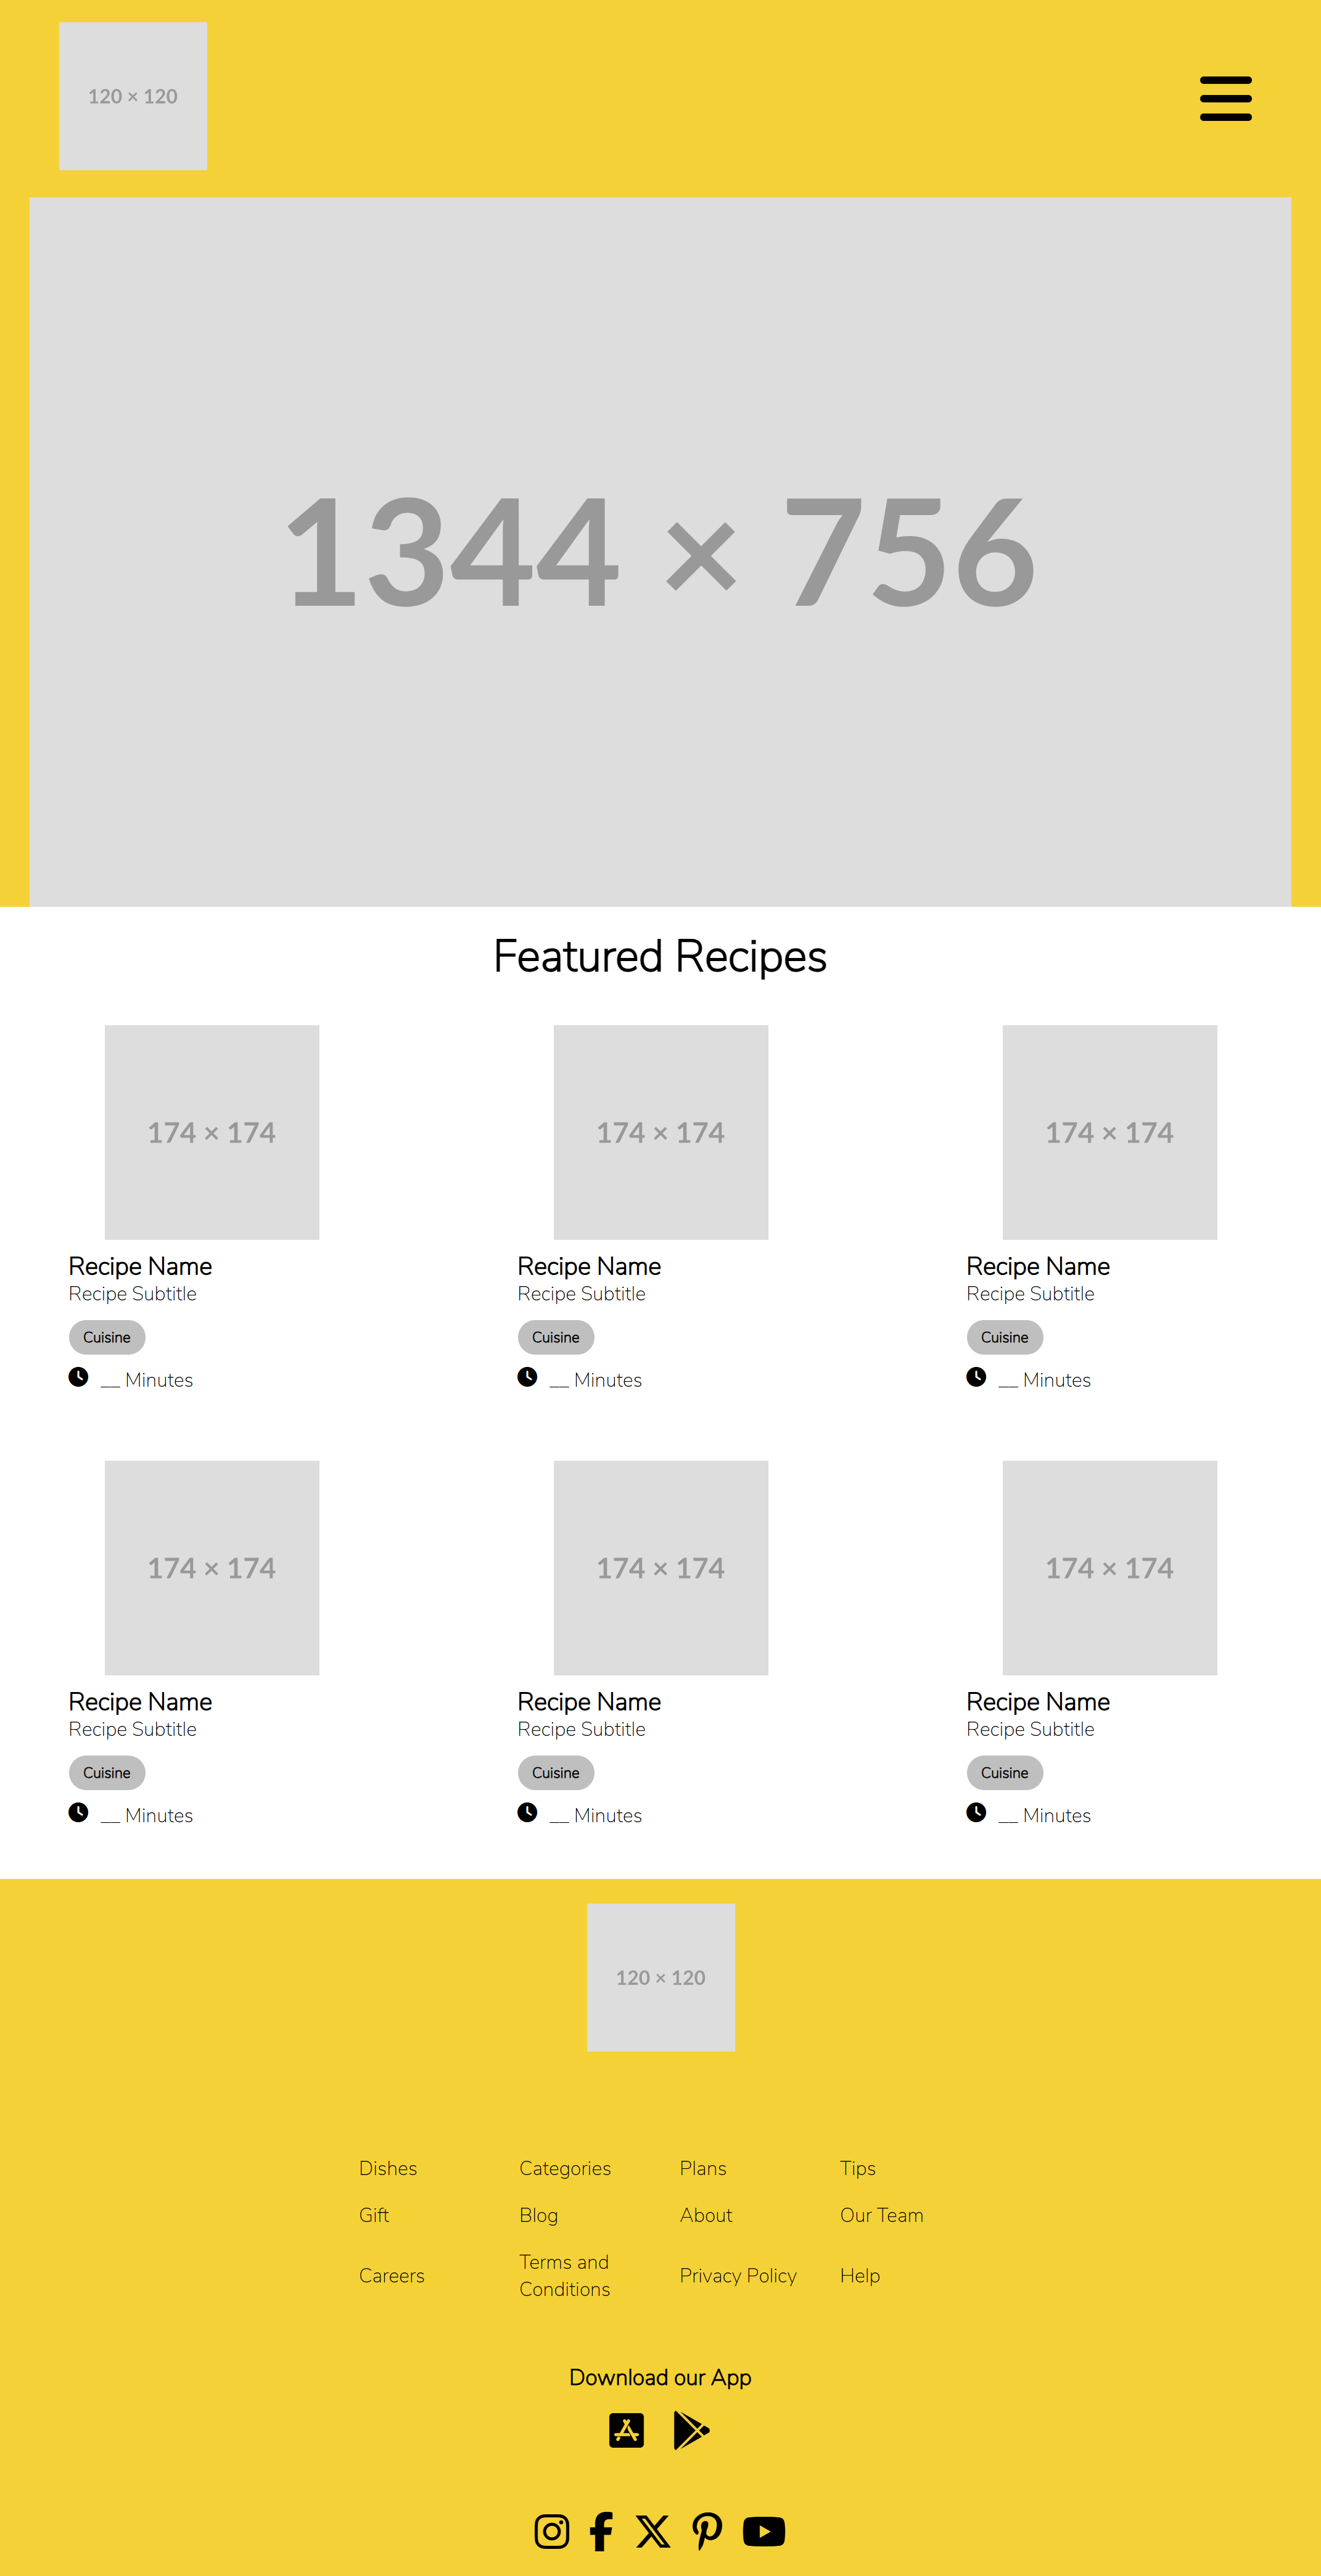 120 × 120
1344 × 756
Featured Recipes
174 × 174
174 × 174
174 × 174
Recipe Name
Recipe Subtitle
Cuisine
__ Minutes
Recipe Name
Recipe Subtitle
Cuisine
__ Minutes
Recipe Name
Recipe Subtitle
Cuisine
__ Minutes
174 × 174
174 × 174
174 × 174
Recipe Name
Recipe Subtitle
Cuisine
__ Minutes
Recipe Name
Recipe Subtitle
Cuisine
__ Minutes
Recipe Name
Recipe Subtitle
Cuisine
__ Minutes
120 × 120
Dishes
Categories
Plans
Tips
Gift
Blog
About
Our Team
Careers
Terms and
Conditions
Privacy Policy
Help
Download our App